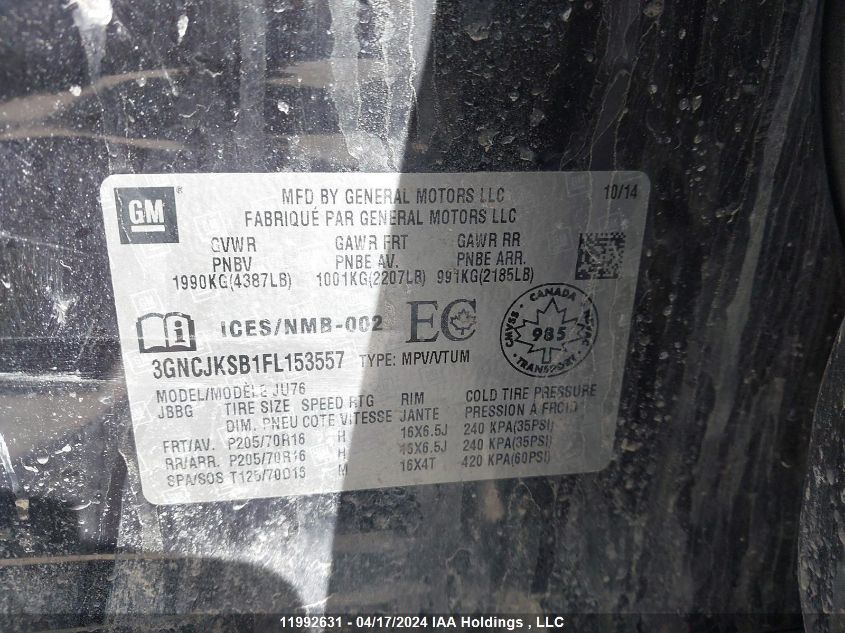 GM
MFD BY GENERAL MOTORS LLC 10/14
FABRIQUÉ PAR GENERAL MOTORS LLC
GVWR GAWR FRT GAWR RR
PNBV PNBE AV. PNBE ARR.
1990KG(4387LB) 1001KG(2207LB) 991KG(2185LB)
i ICES/NMB-002 EC
CANADA
CMVSS 985 NSVAC
TRANSPORT
3GNCJKSB1FL153557 TYPE: MPV/VTUM
MODEL/MODÈLE JU76
JBBG TIRE SIZE SPEED RTG RIM COLD TIRE PRESSURE
DIM. PNEU COTE VITESSE JANTE PRESSION A FROID
FRT/AV. P205/70R16 H 16X6.5J 240 KPA(35PSI)
RR/ARR. P205/70R16 H 16X6.5J 240 KPA(35PSI)
SPA/SOS T125/70D16 M 16X4T 420 KPA(60PSI)
11992631 - 04/17/2024 IAA Holdings , LLC